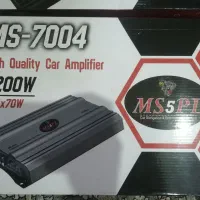 MS-7004
h Quality Car Amplifier
200W
x70W
MS5PL